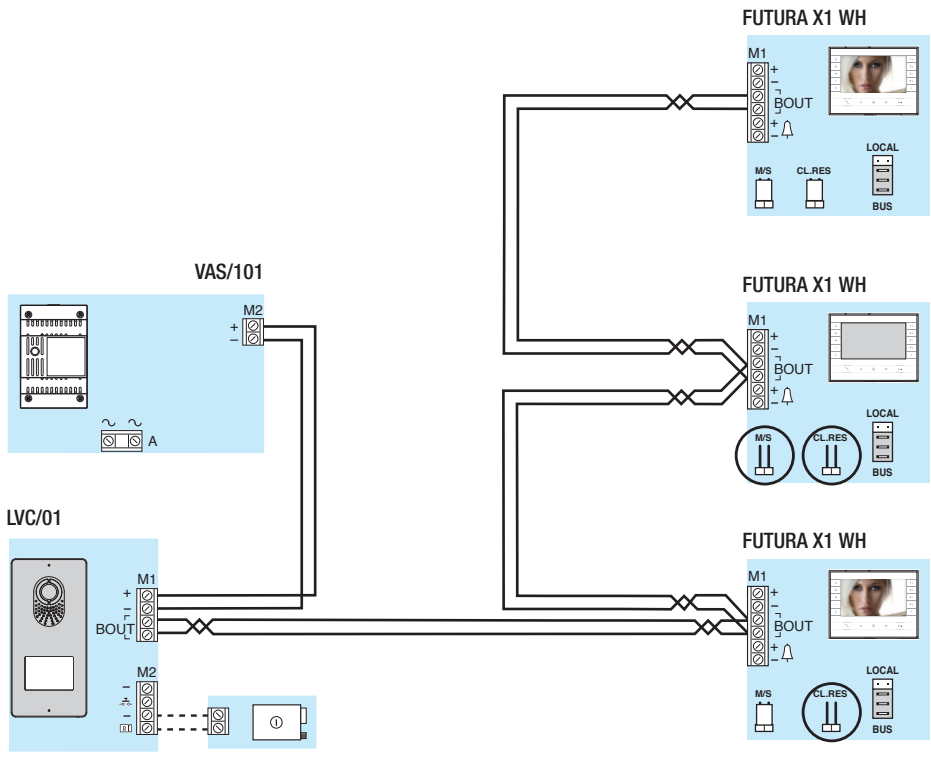 FUTURA X1 WH
M1
+
–
BOUT
+
–
M/S
CL.RES
LOCAL
BUS
VAS/101
M2
+
–
A
FUTURA X1 WH
M1
+
–
BOUT
+
–
M/S
CL.RES
LOCAL
BUS
LVC/01
M1
+
–
BOUT
M2
–
–
FUTURA X1 WH
M1
+
–
BOUT
+
–
M/S
CL.RES
LOCAL
BUS